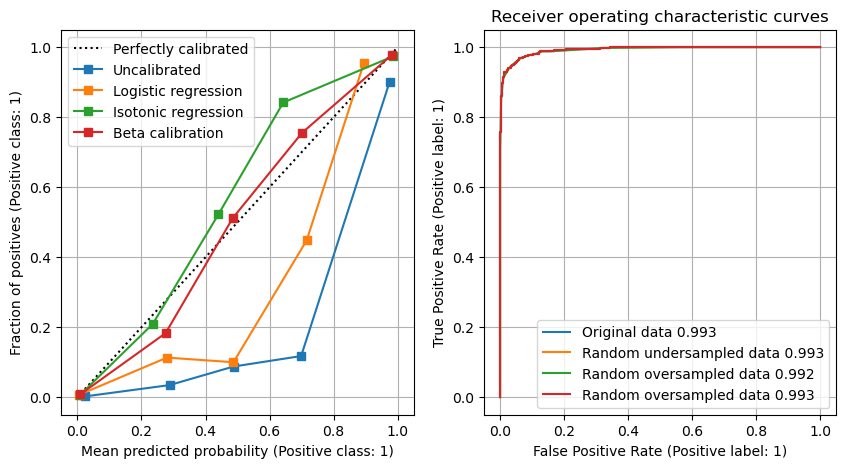 1.0
0.8
0.6
0.4
0.2
0.0
Fraction of positives (Positive class: 1)
Perfectly calibrated
Uncalibrated
Logistic regression
Isotonic regression
Beta calibration
0.0 0.2 0.4 0.6 0.8 1.0
Mean predicted probability (Positive class: 1)
Receiver operating characteristic curves
1.0
0.8
0.6
0.4
0.2
0.0
True Positive Rate (Positive label: 1)
Original data 0.993
Random undersampled data 0.993
Random oversampled data 0.992
Random oversampled data 0.993
0.0 0.2 0.4 0.6 0.8 1.0
False Positive Rate (Positive label: 1)